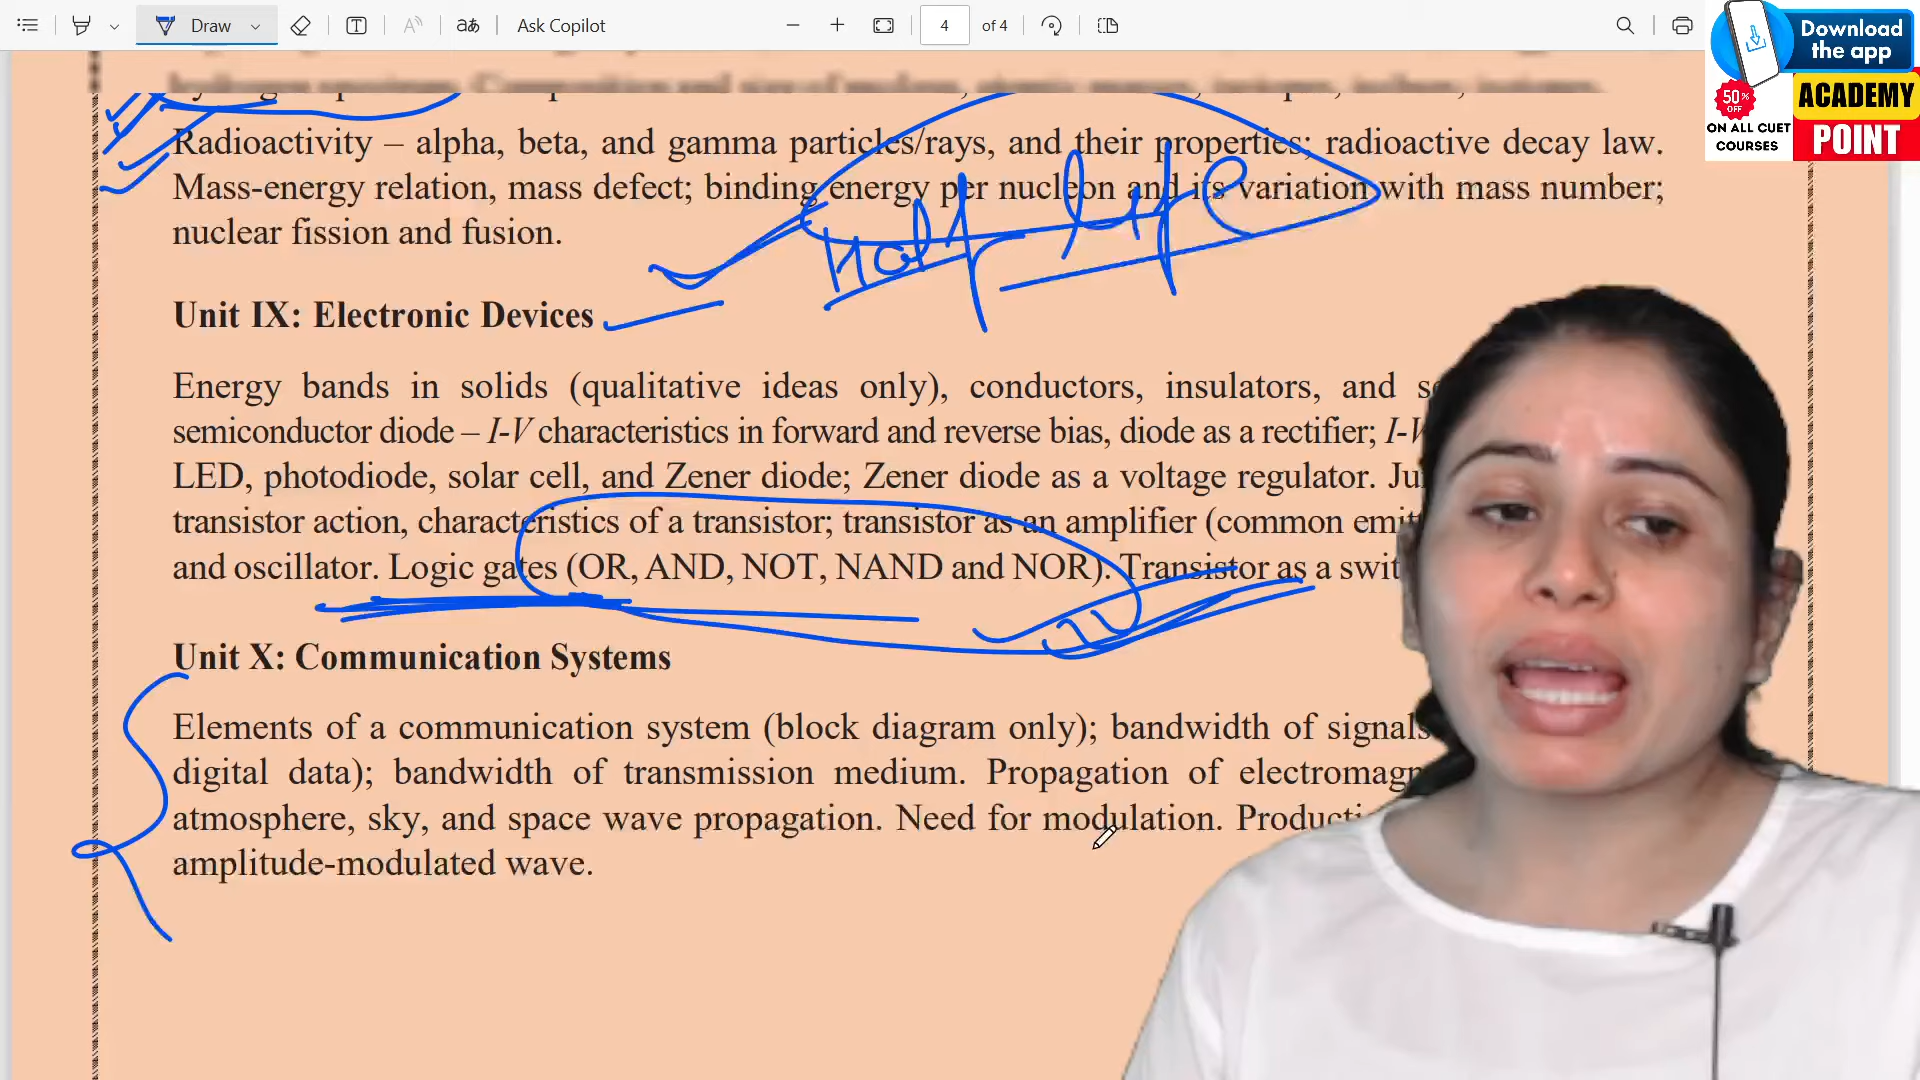 Draw
Ask Copilot
4 of 4
Download the app
50% OFF
ON ALL CUET COURSES
ACADEMY POINT
Radioactivity – alpha, beta, and gamma particles/rays, and their properties; radioactive decay law.
Mass-energy relation, mass defect; binding energy per nucleon and its variation with mass number;
nuclear fission and fusion.
Half life
Unit IX: Electronic Devices
Energy bands in solids (qualitative ideas only), conductors, insulators, and
semiconductor diode – I-V characteristics in forward and reverse bias, diode as a rectifier;
LED, photodiode, solar cell, and Zener diode; Zener diode as a voltage regulator.
transistor action, characteristics of a transistor; transistor as an amplifier (common
and oscillator. Logic gates (OR, AND, NOT, NAND and NOR). Transistor as a
Unit X: Communication Systems
Elements of a communication system (block diagram only); bandwidth of signals
digital data); bandwidth of transmission medium. Propagation of
atmosphere, sky, and space wave propagation. Need for modulation.
amplitude-modulated wave.